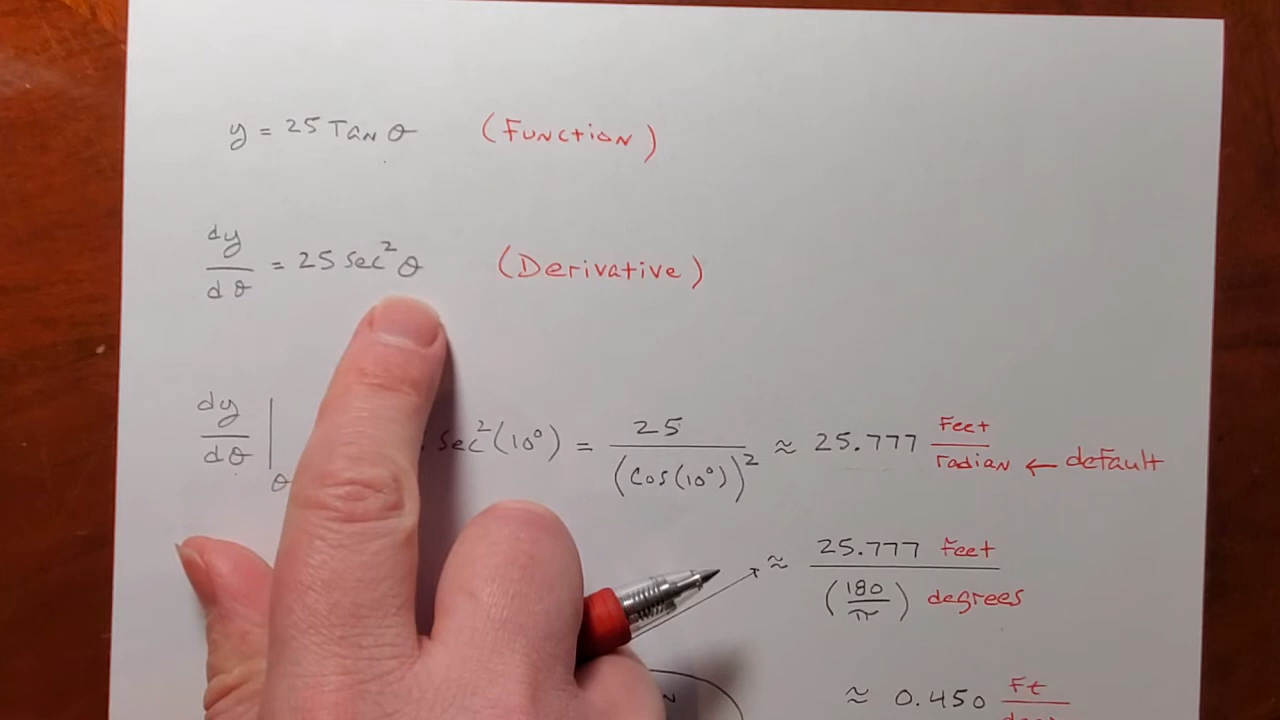 y = 25 Tan θ (Function)
dy/dθ = 25 sec² θ (Derivative)
dy/dθ | θ sec²(10°) = 25/(cos(10°))² ≈ 25.777 Feet/radian ← default
≈ 25.777 Feet/(180/π) degrees
≈ 0.450 Ft